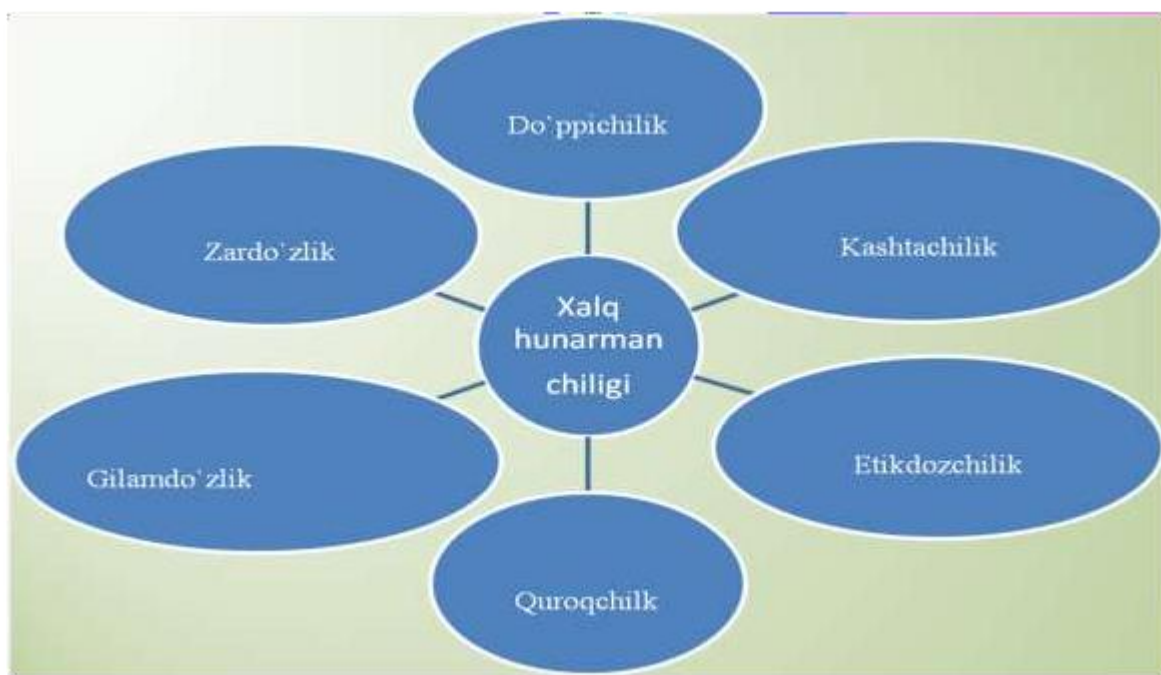 Do`ppichilik
Zardo`zlik
Kashtachilik
Xalq
hunarman
chiligi
Gilamdo`zlik
Etikdozchilik
Quroqchilk